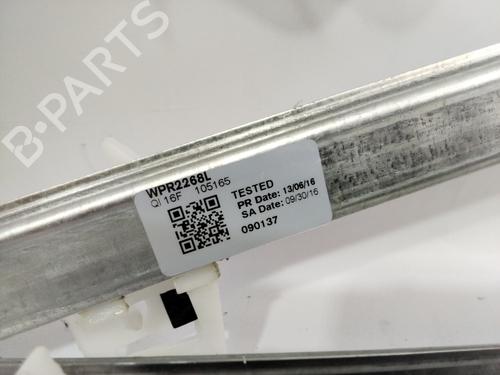 B-PARTS
WPR2268L
QI 16F 105165
TESTED
PR Date: 13/06/16
SA Date: 09/30/16
090137